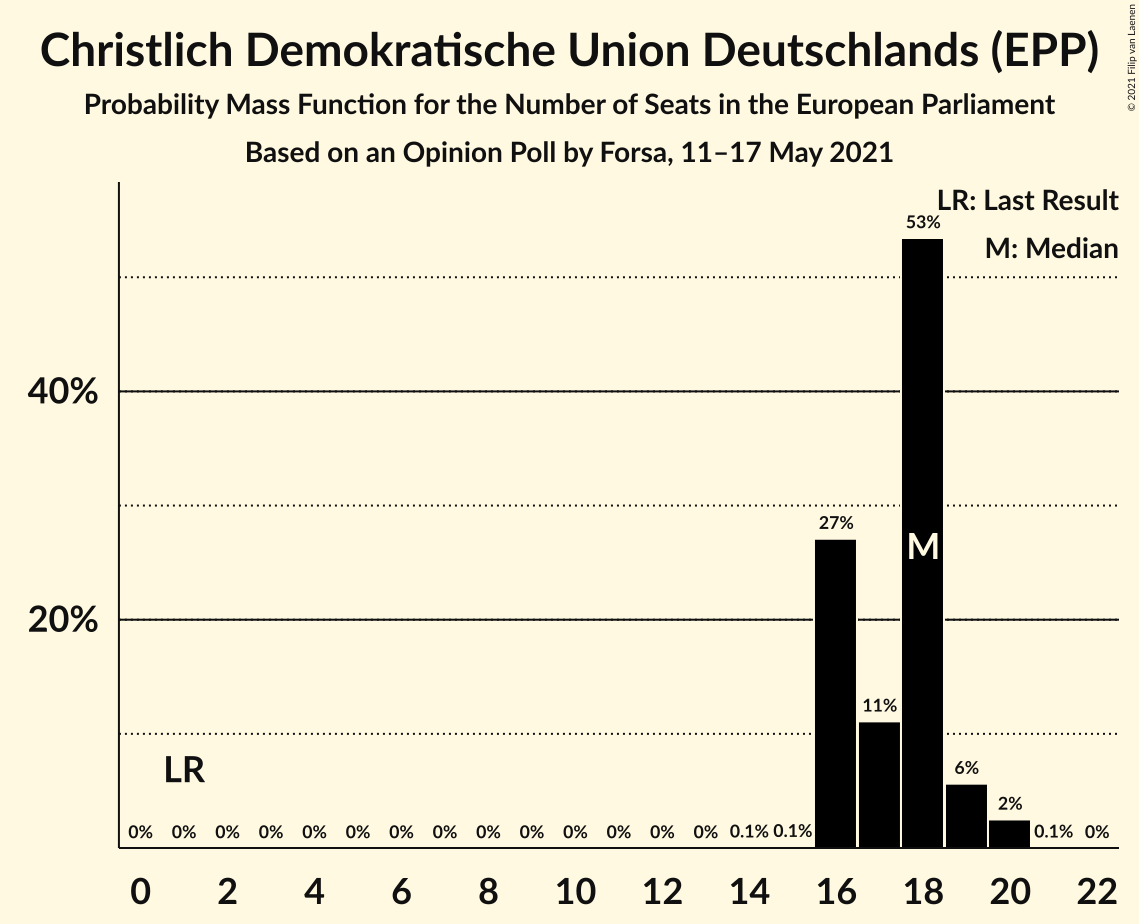 Christlich Demokratische Union Deutschlands (EPP)
Probability Mass Function for the Number of Seats in the European Parliament
Based on an Opinion Poll by Forsa, 11–17 May 2021
© 2021 Filip van Laenen
LR: Last Result
M: Median
53%
40%
27%
M
20%
11%
LR
6%
2%
0% 0% 0% 0% 0% 0% 0% 0% 0% 0% 0% 0% 0% 0% 0.1% 0.1% 0.1% 0%
0 2 4 6 8 10 12 14 16 18 20 22